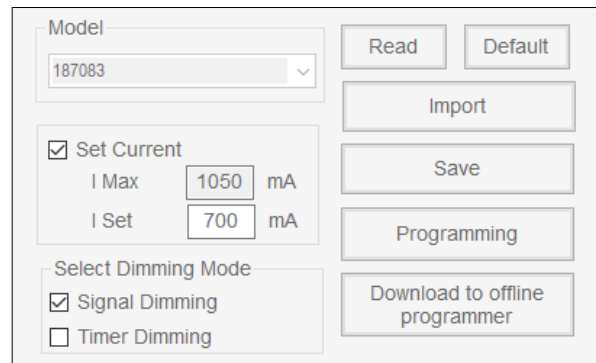 Model
187083
Set Current
I Max 1050 mA
I Set 700 mA
Select Dimming Mode
Signal Dimming
Timer Dimming
Read Default
Import
Save
Programming
Download to offline
programmer